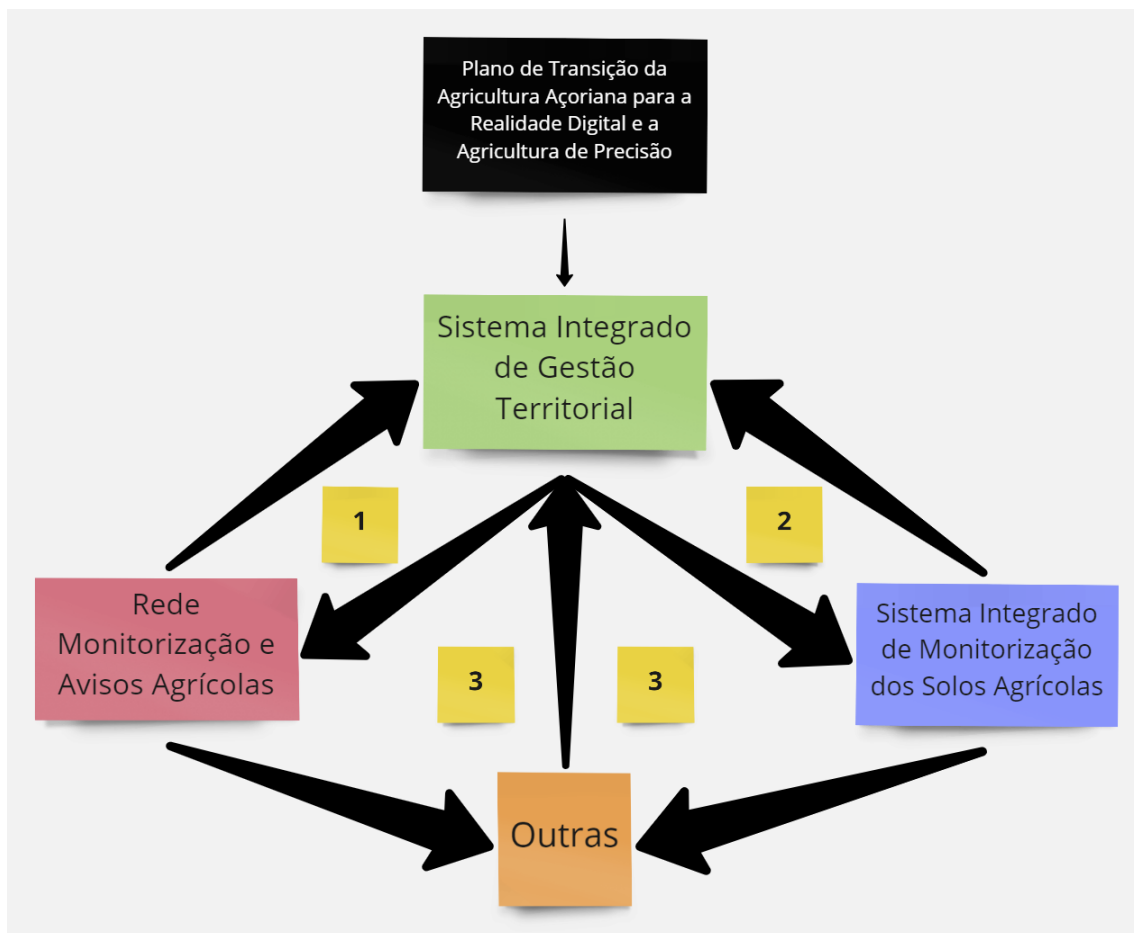 Plano de Transição da
Agricultura Açoriana para a
Realidade Digital e a
Agricultura de Precisão
Sistema Integrado
de Gestão
Territorial
1
2
Rede
Monitorização e
Avisos Agrícolas
Sistema Integrado
de Monitorização
dos Solos Agrícolas
3
3
Outras